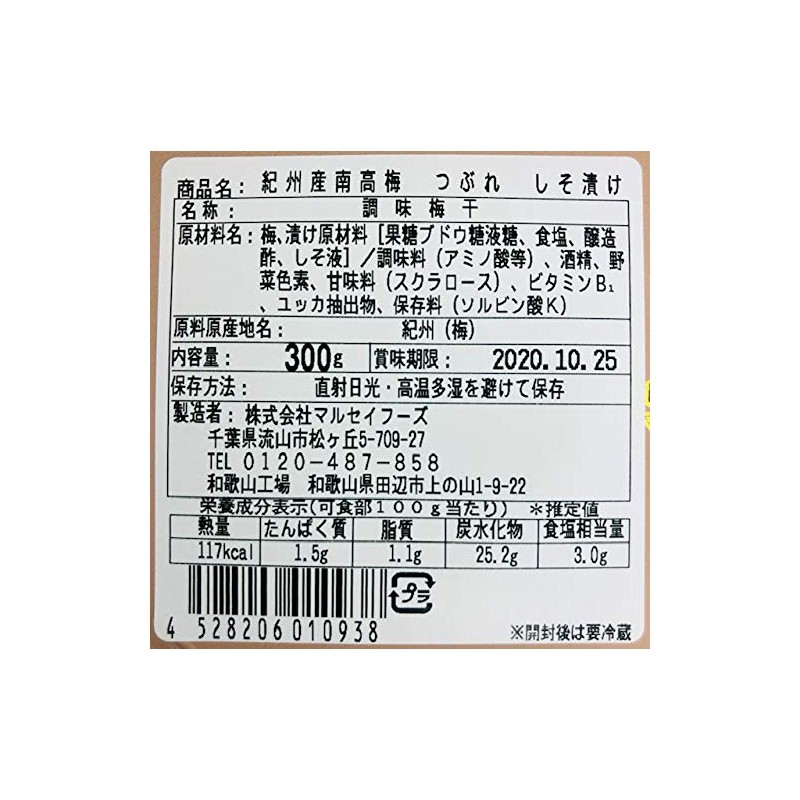 商品名: 紀州産南高梅 つぶれ しそ漬け
名称: 調味梅干
原材料名:梅、漬け原材料[果糖ブドウ糖液糖、食塩、醸造
酢、しそ液]/調味料(アミノ酸等)、酒精、野
菜色素、甘味料(スクラロース)、ビタミンB₁
、ユッカ抽出物、保存料(ソルビン酸K)
原料原産地名: 紀州(梅)
内容量: 300g 賞味期限: 2020.10.25
保存方法: 直射日光・高温多湿を避けて保存
製造者:株式会社マルセイフーズ
千葉県流山市松ヶ丘5-709-27
TEL 0120-487-858
和歌山工場 和歌山県田辺市上の山1-9-22
栄養成分表示(可食部100g当たり) *推定値
熱量 たんぱく質 脂質 炭水化物 食塩相当量
117kcal 1.5g 1.1g 25.2g 3.0g
プラ
4 528206 010938
※開封後は要冷蔵